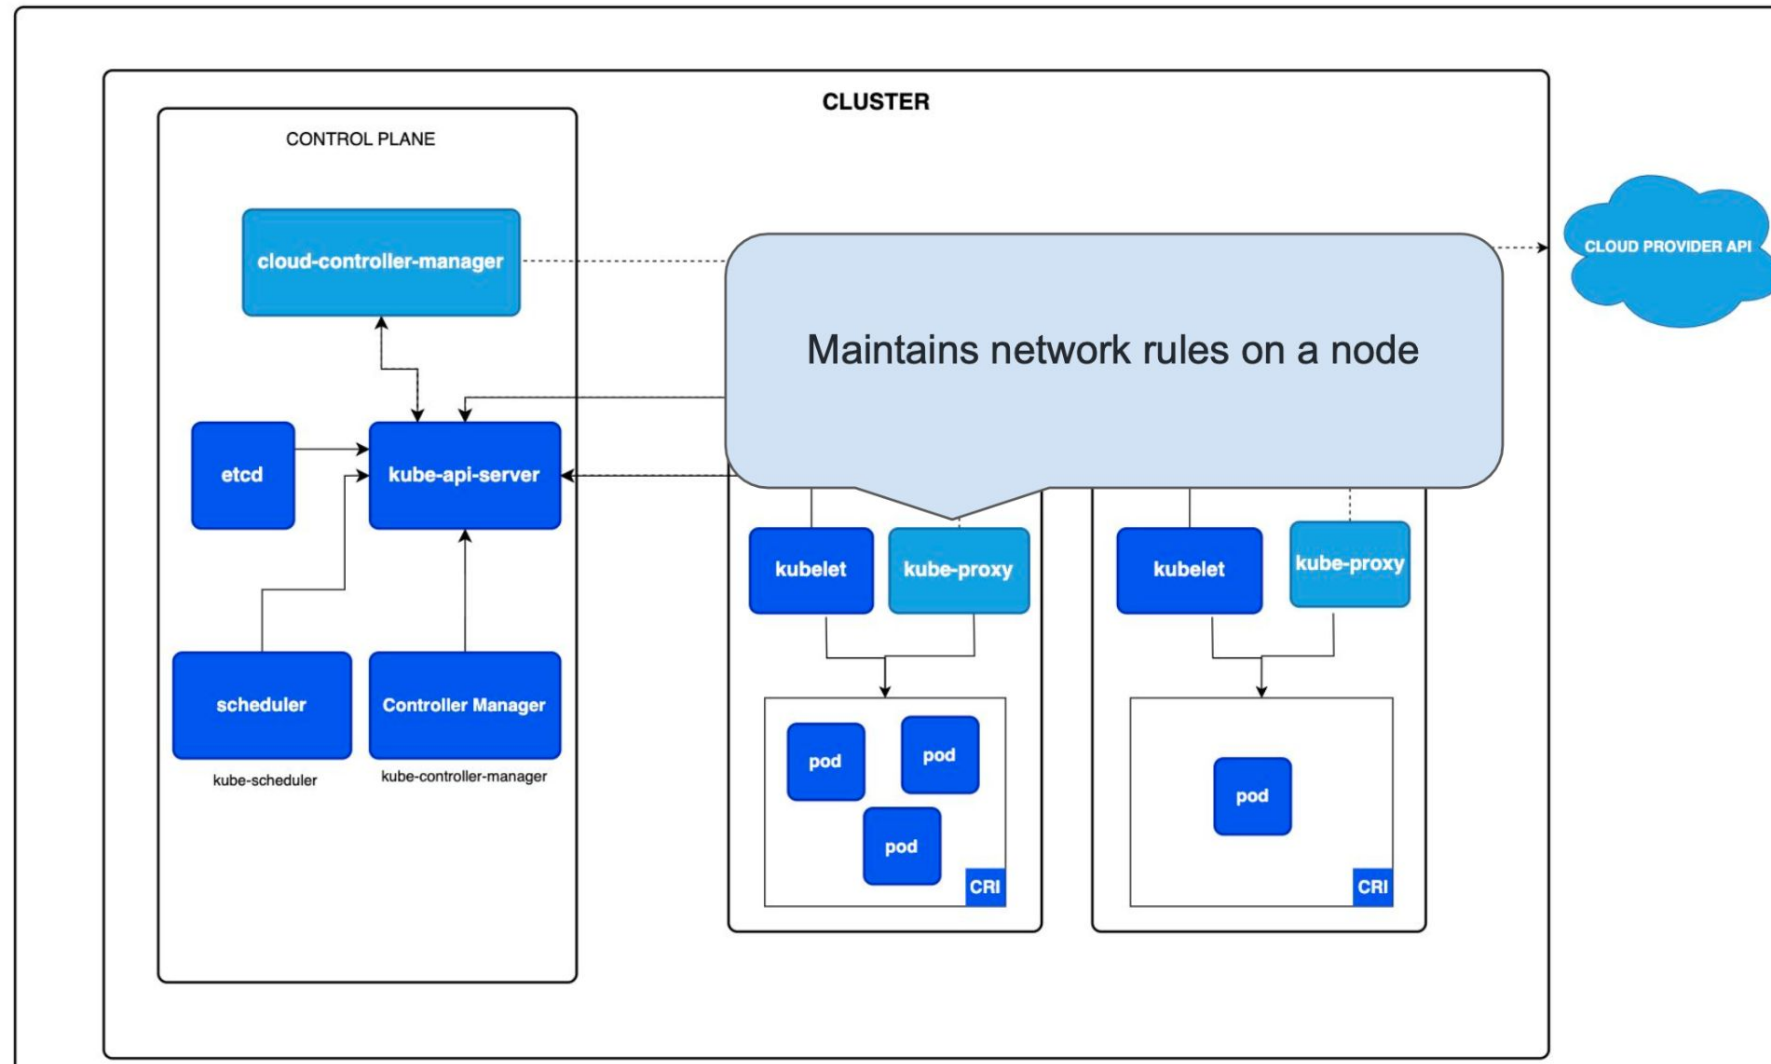 CLUSTER
CONTROL PLANE
cloud-controller-manager
CLOUD PROVIDER API
Maintains network rules on a node
etcd
kube-api-server
kubelet
kube-proxy
kubelet
kube-proxy
scheduler
Controller Manager
kube-scheduler
kube-controller-manager
pod
pod
pod
CRI
pod
CRI